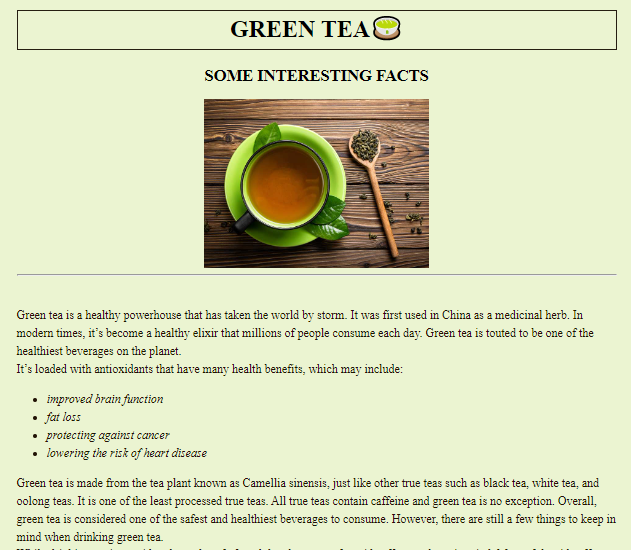 GREEN TEA🍵
SOME INTERESTING FACTS
Green tea is a healthy powerhouse that has taken the world by storm. It was first used in China as a medicinal herb. In
modern times, it’s become a healthy elixir that millions of people consume each day. Green tea is touted to be one of the
healthiest beverages on the planet.
It’s loaded with antioxidants that have many health benefits, which may include:
• improved brain function
• fat loss
• protecting against cancer
• lowering the risk of heart disease
Green tea is made from the tea plant known as Camellia sinensis, just like other true teas such as black tea, white tea, and
oolong teas. It is one of the least processed true teas. All true teas contain caffeine and green tea is no exception. Overall,
green tea is considered one of the safest and healthiest beverages to consume. However, there are still a few things to keep in
mind when drinking green tea.